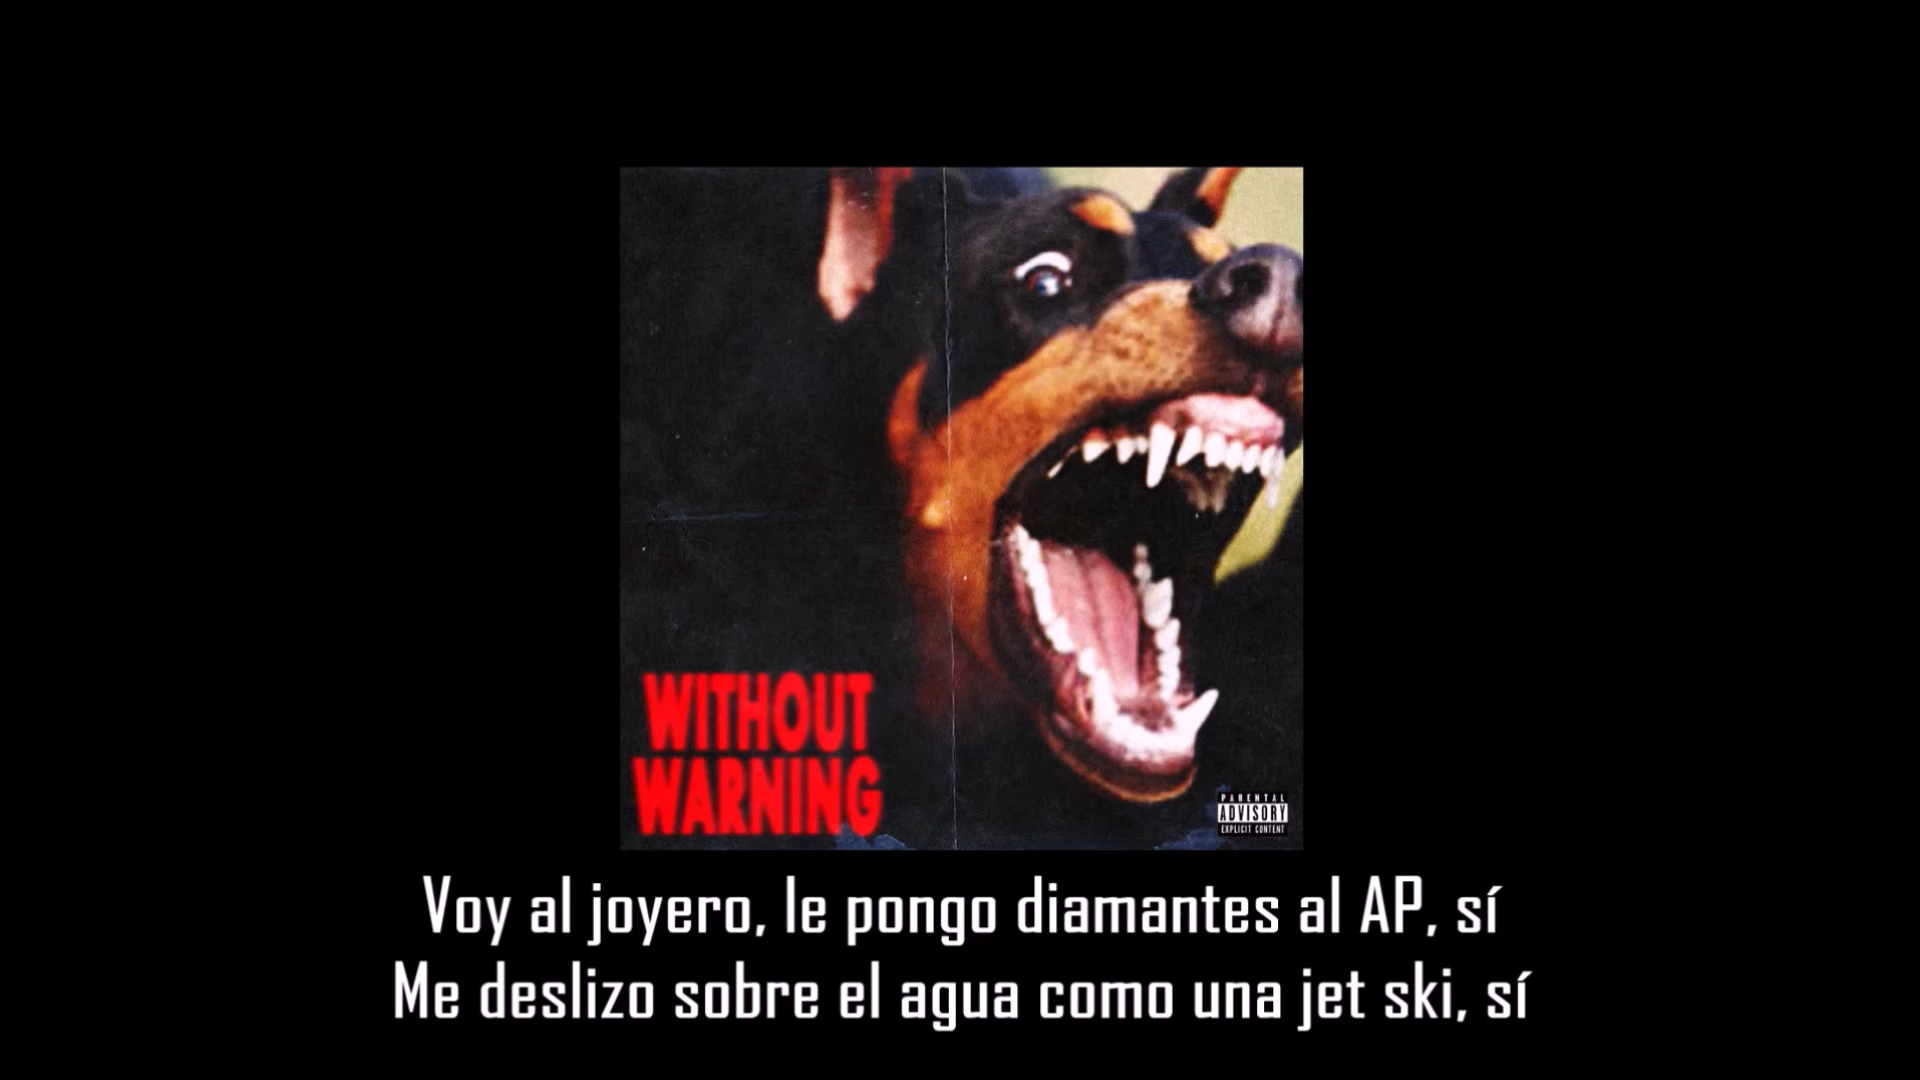 WITHOUT
WARNING
PARENTAL
ADVISORY
EXPLICIT CONTENT
Voy al joyero, le pongo diamantes al AP, sí
Me deslizo sobre el agua como una jet ski, sí